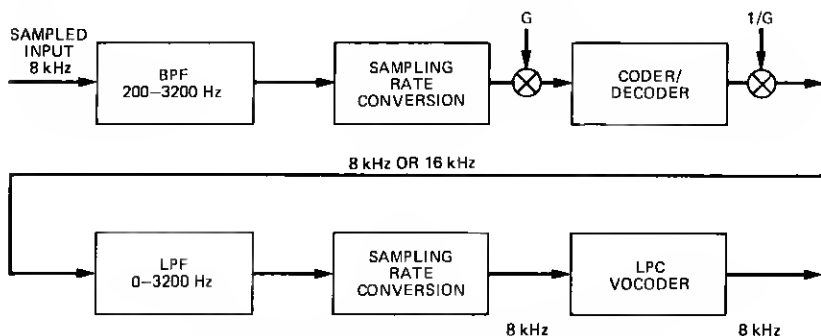 SAMPLED
INPUT
8 kHz
BPF
200–3200 Hz
SAMPLING
RATE
CONVERSION
G
CODER/
DECODER
1/G
8 kHz OR 16 kHz
LPF
0–3200 Hz
SAMPLING
RATE
CONVERSION
8 kHz
LPC
VOCODER
8 kHz